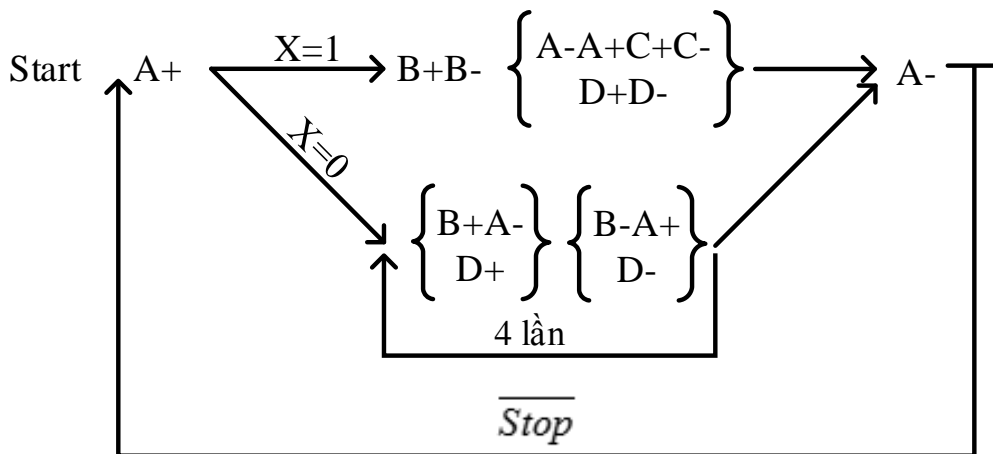 Start A+ X=1 B+B- A-A+C+C- A-
D+D-
X=0
B+A- B-A+
D+ D-
4 lần
Stop